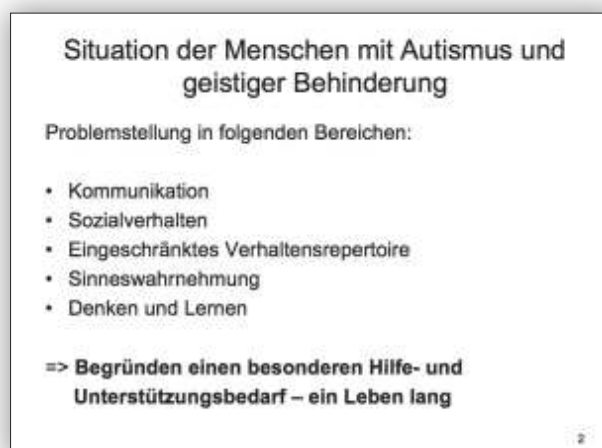 Situation der Menschen mit Autismus und
geistiger Behinderung
Problemstellung in folgenden Bereichen:
• Kommunikation
• Sozialverhalten
• Eingeschränktes Verhaltensrepertoire
• Sinneswahrnehmung
• Denken und Lernen
=> Begründen einen besonderen Hilfe- und
Unterstützungsbedarf – ein Leben lang
2